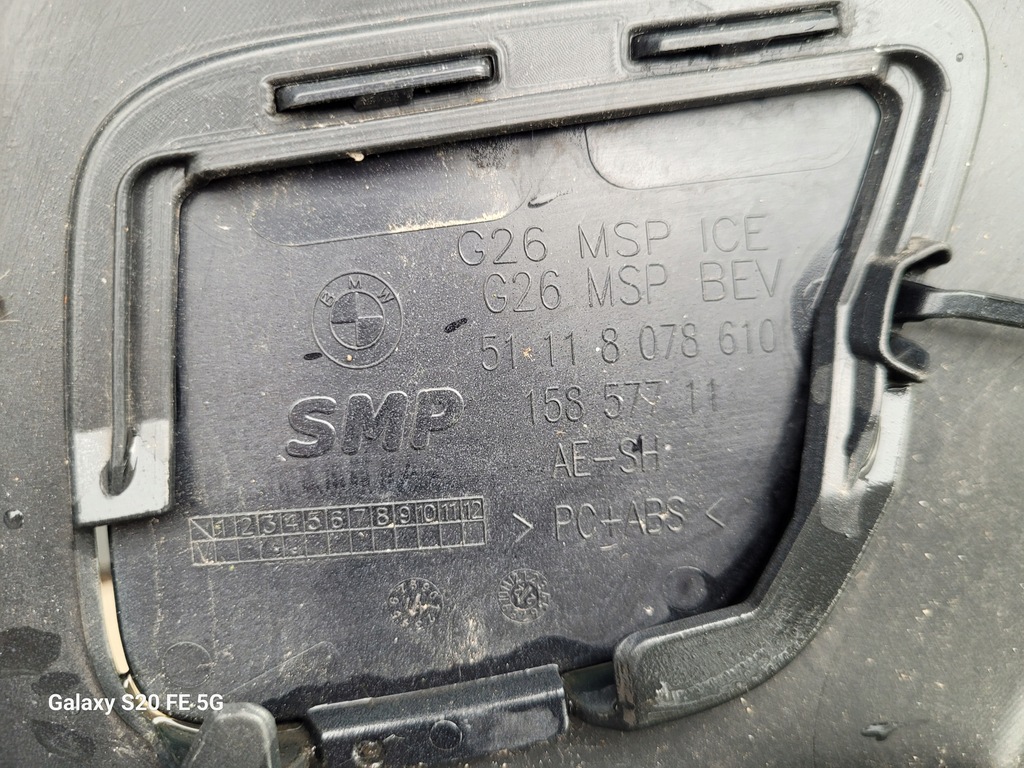 G26 MSP ICE
G26 MSP BEV
BMW
51 11 8 078 610
158 577 11
SMP
AE-SH
1 2 3 4 5 6 7 8 9 10 11 12
> PC+ABS <
Galaxy S20 FE 5G